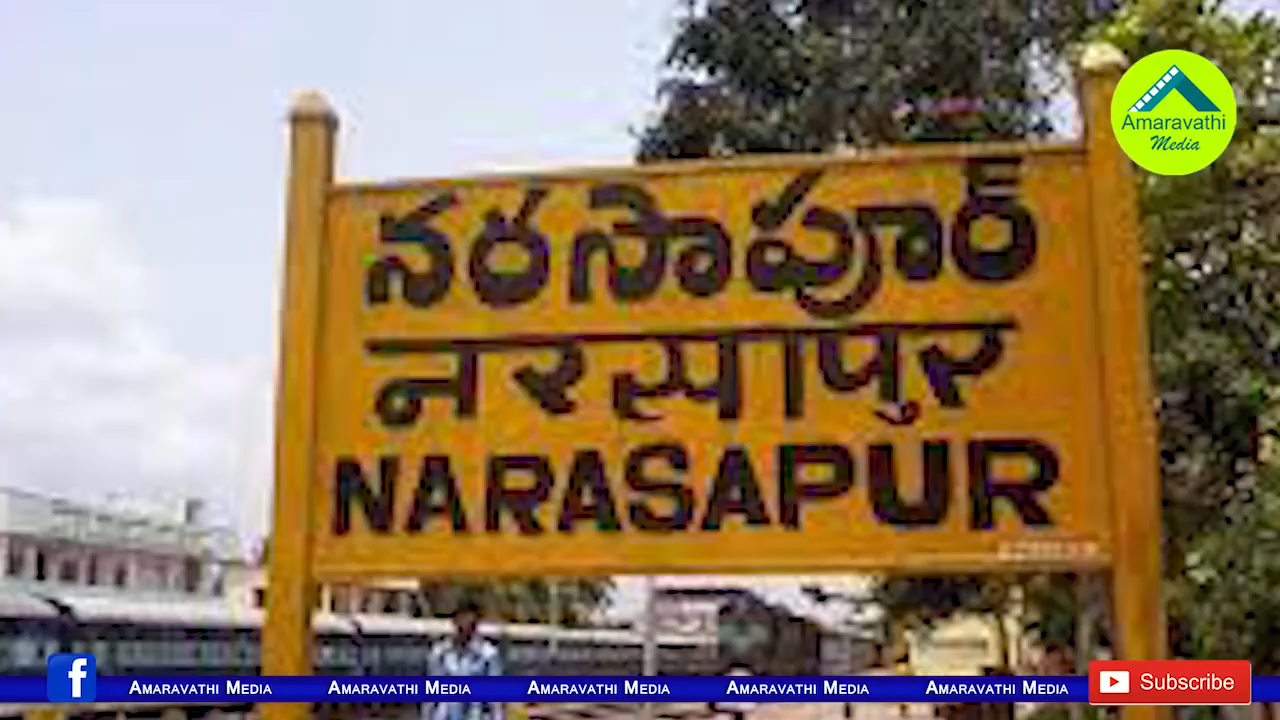 Amaravathi
Media
నరసాపూర్
नरसापुर
NARASAPUR
f AMARAVATHI MEDIA AMARAVATHI MEDIA AMARAVATHI MEDIA AMARAVATHI MEDIA AMARAVATHI MEDIA Subscribe